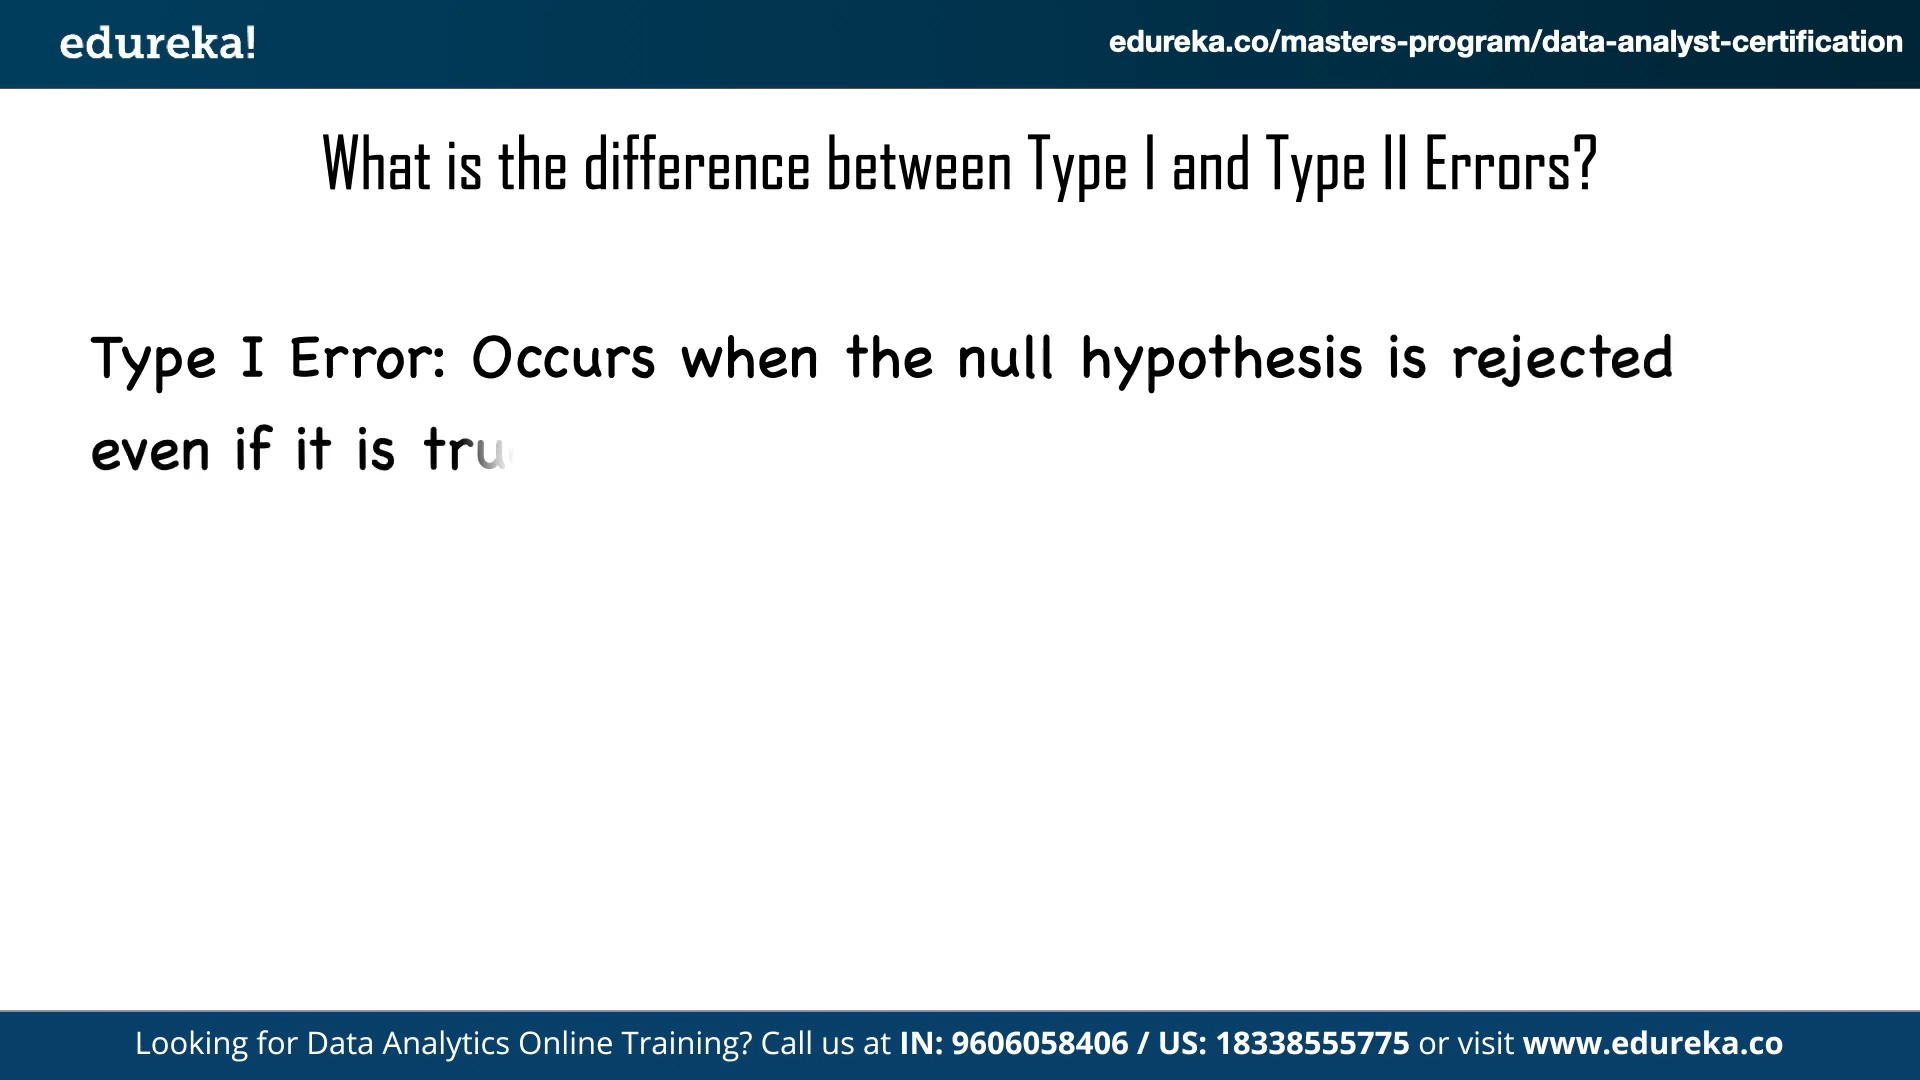 edureka!
edureka.co/masters-program/data-analyst-certification
What is the difference between Type I and Type II Errors?
Type I Error: Occurs when the null hypothesis is rejected
even if it is tru
Looking for Data Analytics Online Training? Call us at IN: 9606058406 / US: 18338555775 or visit www.edureka.co